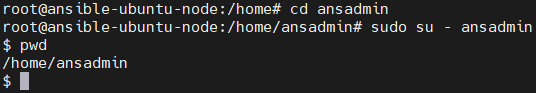 root@ansible-ubuntu-node:/home# cd ansadmin
root@ansible-ubuntu-node:/home/ansadmin# sudo su - ansadmin
$ pwd
/home/ansadmin
$